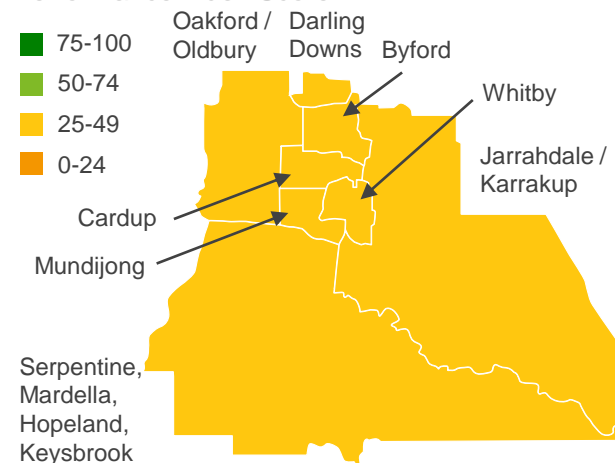 75-100
50-74
25-49
0-24
Oakford /
Oldbury
Darling
Downs
Byford
Whitby
Jarrahdale /
Karrakup
Cardup
Mundijong
Serpentine,
Mardella,
Hopeland,
Keysbrook